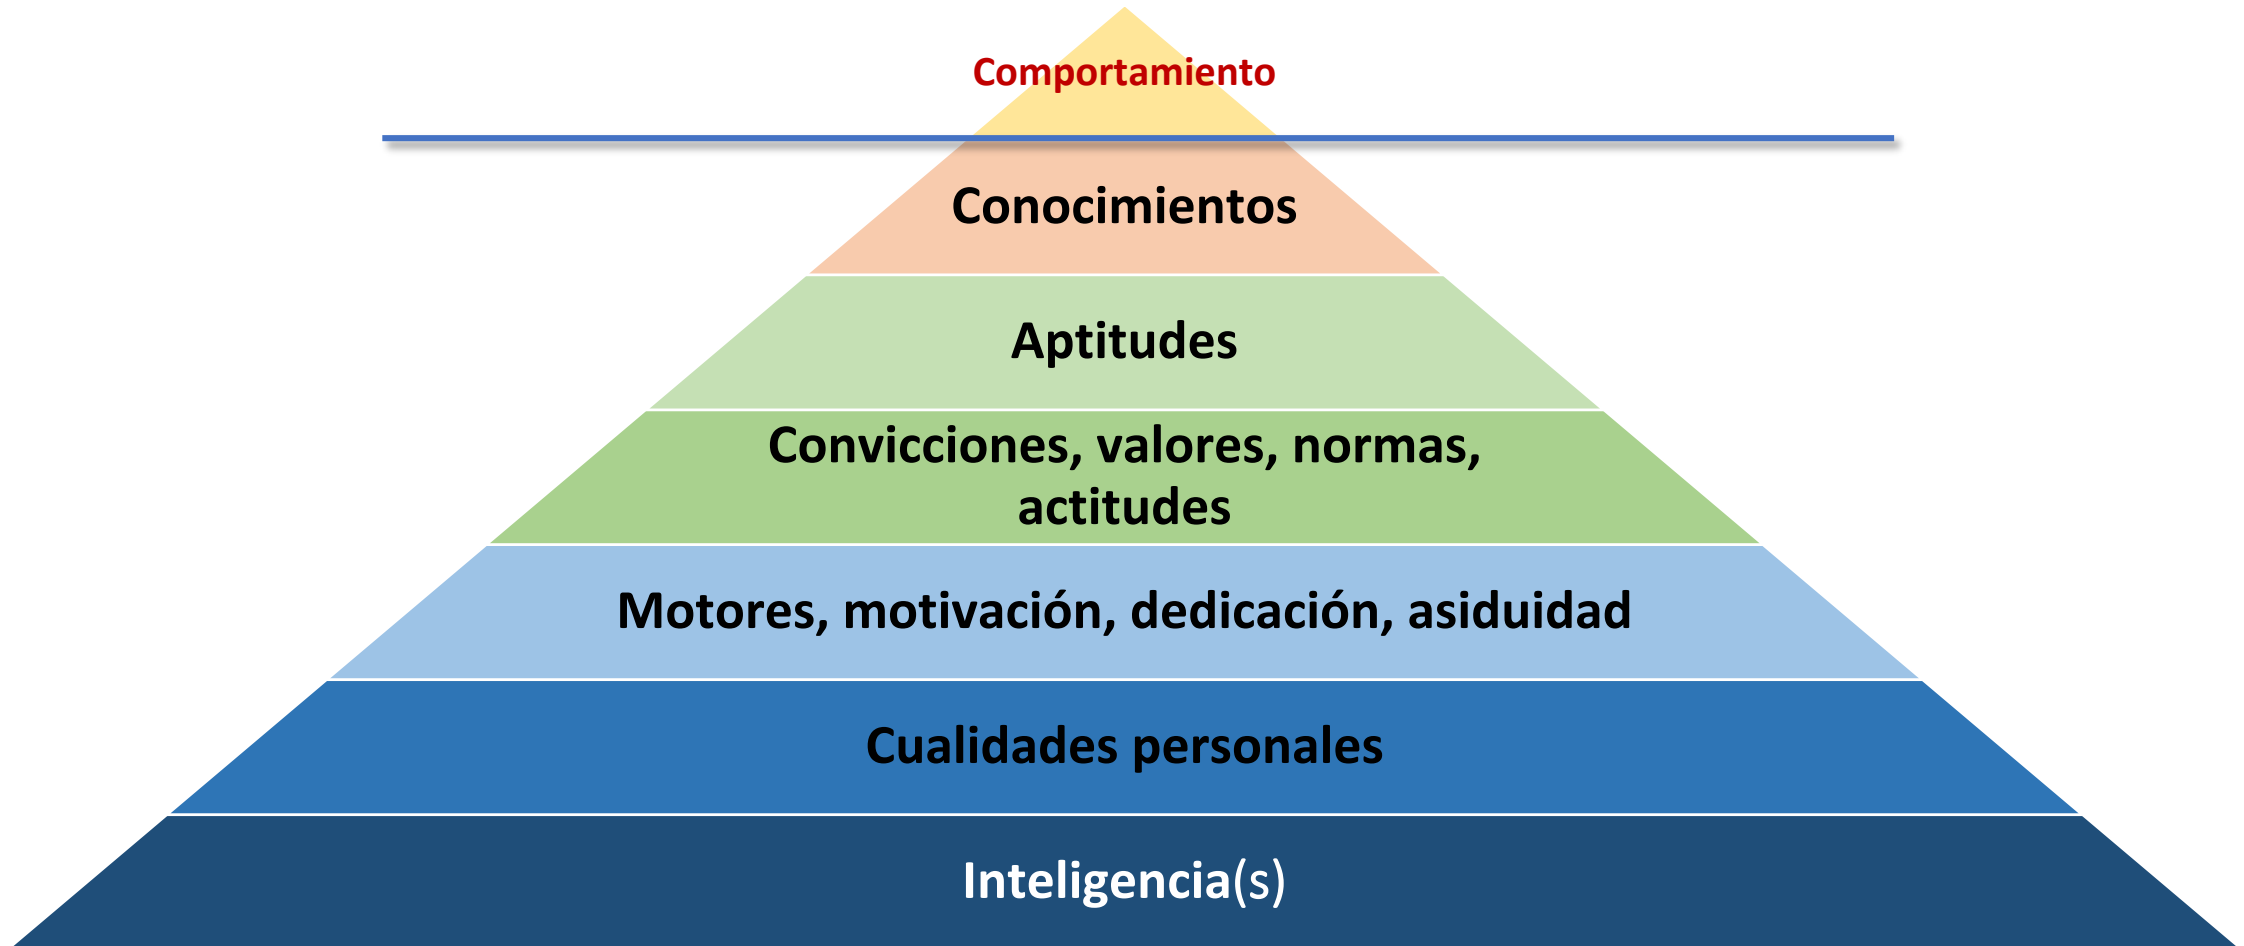 Comportamiento
Conocimientos
Aptitudes
Convicciones, valores, normas,
actitudes
Motores, motivación, dedicación, asiduidad
Cualidades personales
Inteligencia(s)